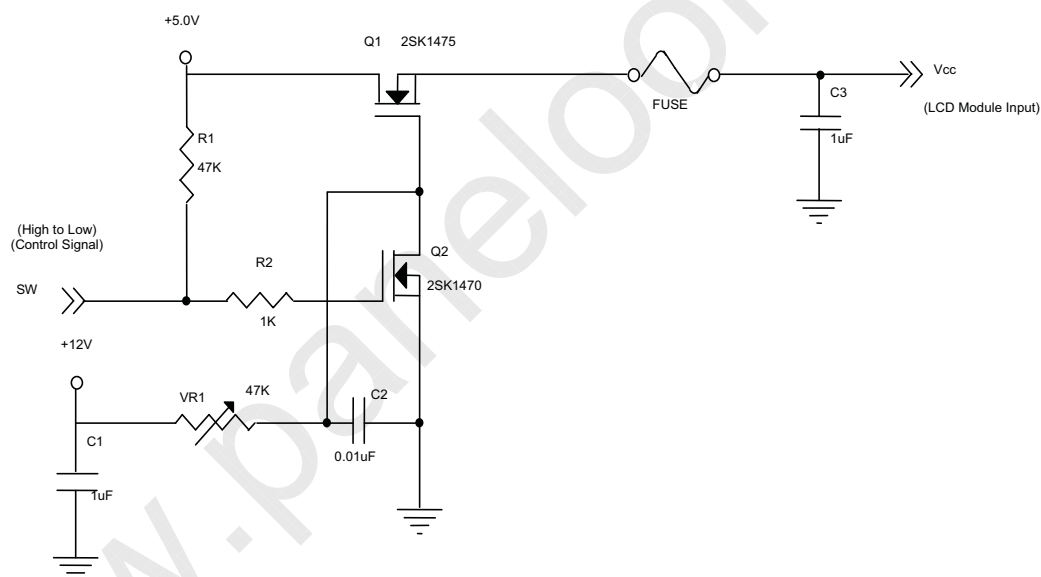 +5.0V
Q1 2SK1475
Vcc
FUSE
C3
(LCD Module Input)
1uF
R1
47K
(High to Low)
(Control Signal)
Q2
R2
2SK1470
SW
1K
+12V
VR1
47K
C2
C1
0.01uF
1uF
w.paneloo